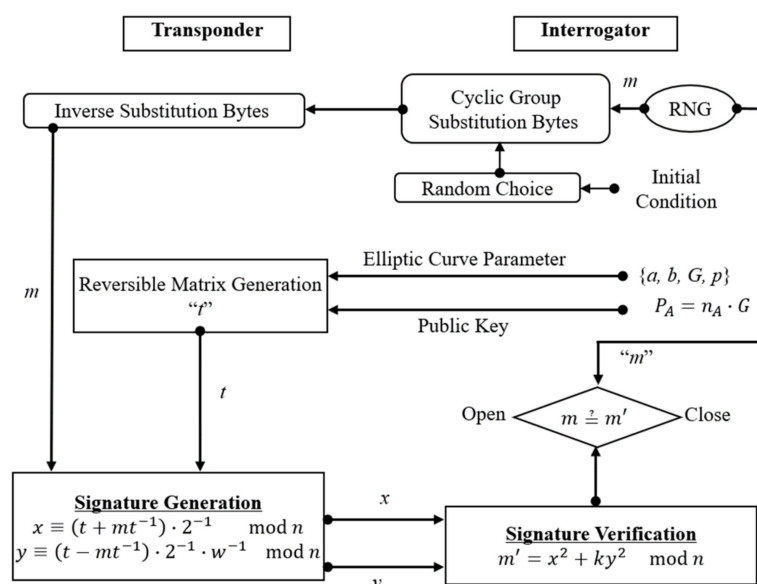 Transponder
Interrogator
m
RNG
Inverse Substitution Bytes
Cyclic Group
Substitution Bytes
Random Choice
Initial
Condition
Elliptic Curve Parameter
{a, b, G, p}
m
Reversible Matrix Generation
“t”
P_A = n_A · G
Public Key
“m”
t
Open
m ≟ m′
Close
Signature Generation
x ≡ (t + mt⁻¹) · 2⁻¹ mod n
y ≡ (t − mt⁻¹) · 2⁻¹ · w⁻¹ mod n
x
Signature Verification
m′ = x² + ky² mod n
y